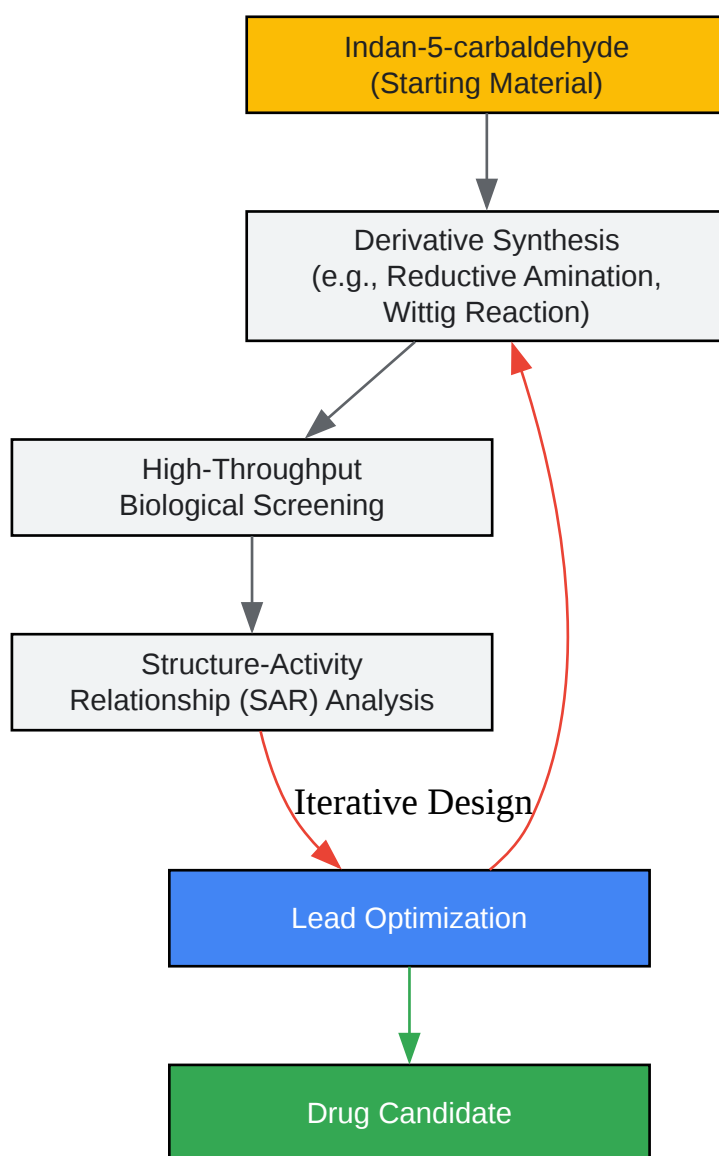 Indan-5-carbaldehyde
(Starting Material)
Derivative Synthesis
(e.g., Reductive Amination,
Wittig Reaction)
High-Throughput
Biological Screening
Structure-Activity
Relationship (SAR) Analysis
Iterative Design
Lead Optimization
Drug Candidate